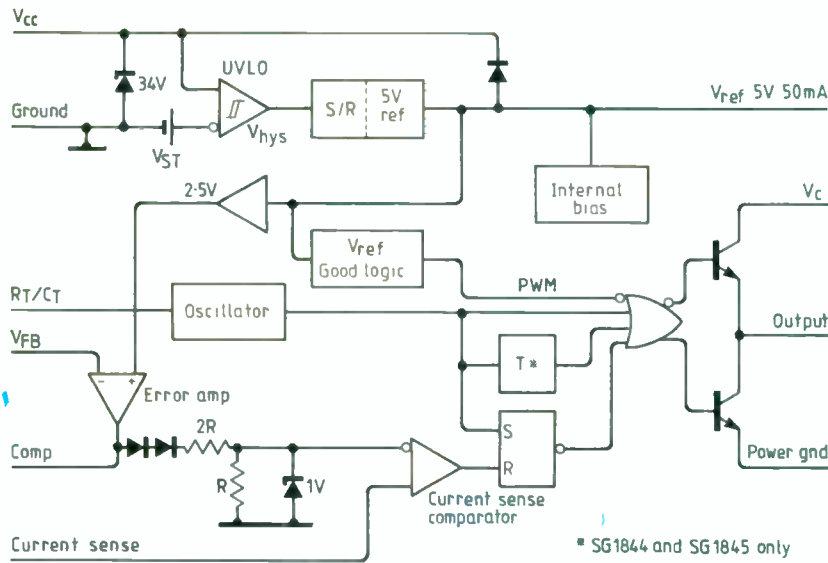 Vcc
UVLO
34V
Ground
S/R
5V
ref
Vref 5V 50mA
Vhys
VST
2·5V
Internal
bias
Vc
Vref
Good logic
PWM
RT/CT
Oscillator
Output
VFB
T*
- +
Error amp
2R
S
Comp
Power gnd
R
1V
R
Current sense
comparator
Current sense
* SG1844 and SG1845 only